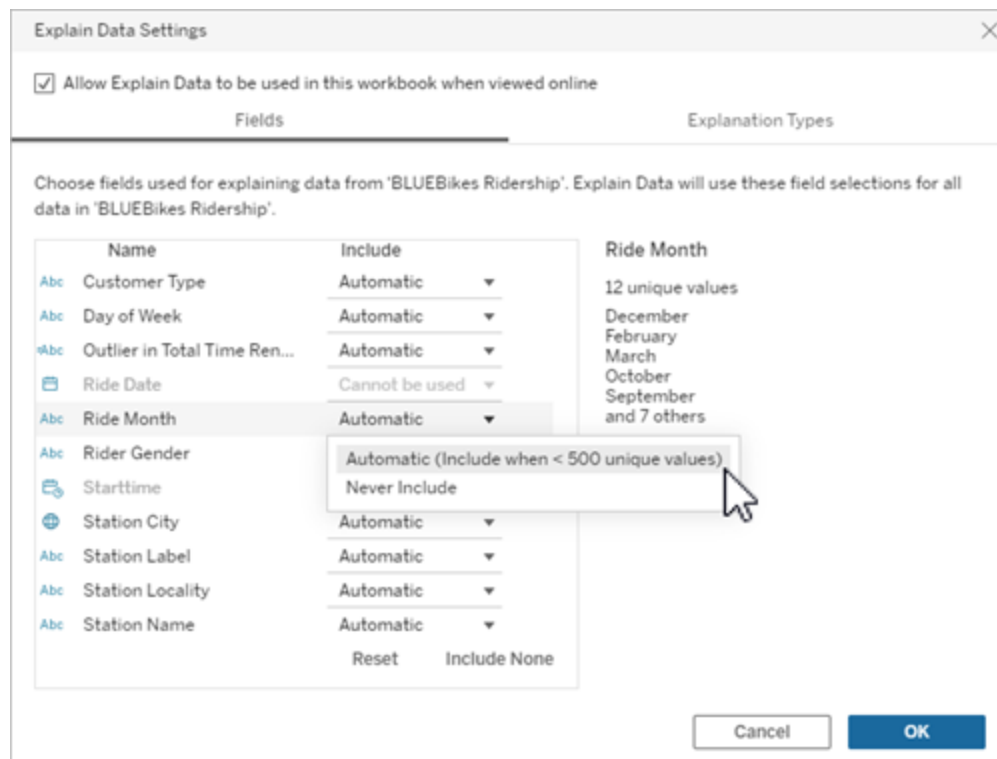 Explain Data Settings
Allow Explain Data to be used in this workbook when viewed online
Fields Explanation Types
Choose fields used for explaining data from 'BLUEBikes Ridership'. Explain Data will use these field selections for all
data in 'BLUEBikes Ridership'.
Name Include
Abc Customer Type Automatic
Abc Day of Week Automatic
=Abc Outlier in Total Time Ren... Automatic
Ride Date Cannot be used
Abc Ride Month Automatic
Abc Rider Gender
Automatic (Include when < 500 unique values)
Never Include
Starttime
Station City Automatic
Abc Station Label Automatic
Abc Station Locality Automatic
Abc Station Name Automatic
Reset Include None
Ride Month
12 unique values
December
February
March
October
September
and 7 others
Cancel OK